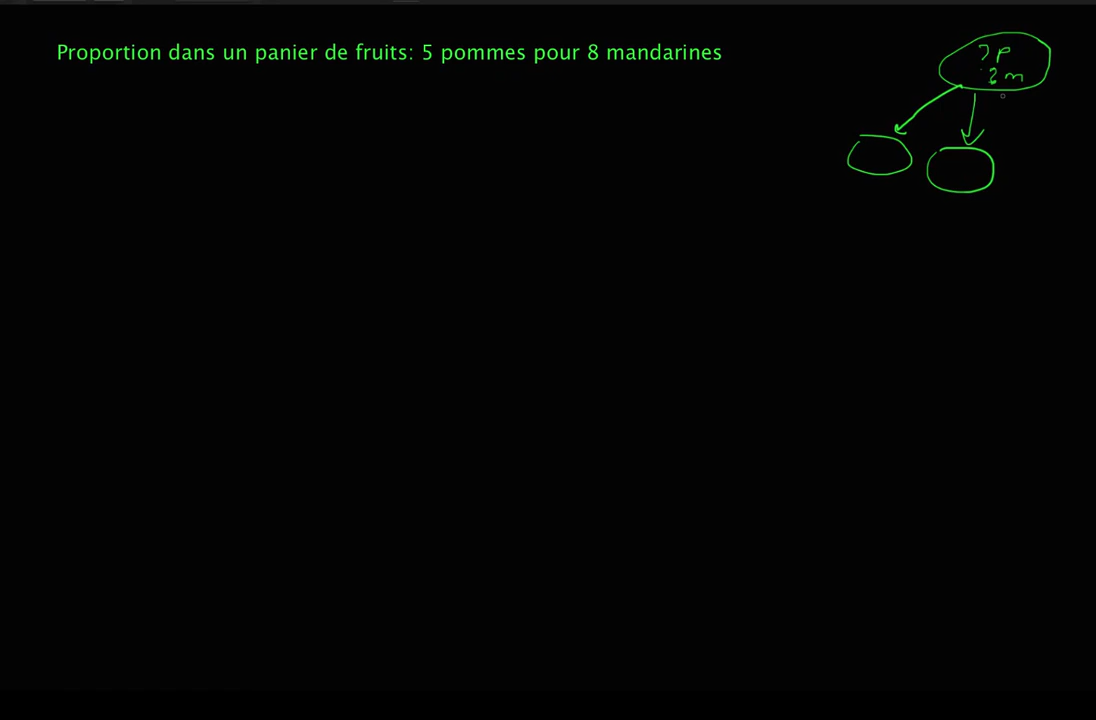 Proportion dans un panier de fruits: 5 pommes pour 8 mandarines
? p
? m